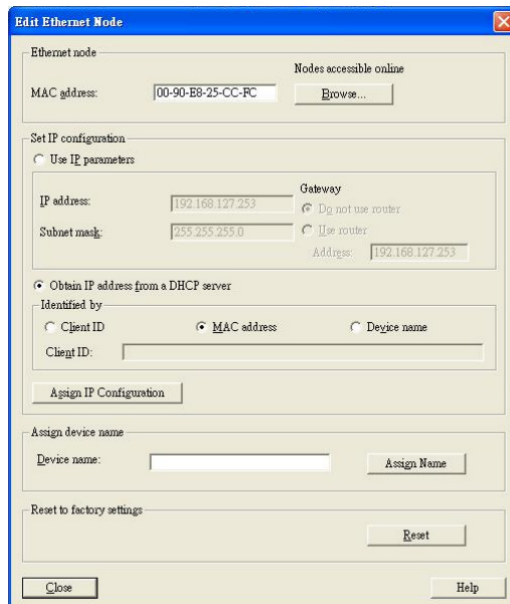 Edit Ethernet Node
Ethernet node
Nodes accessible online
MAC address: 00-90-E8-25-CC-FC Browse...
Set IP configuration
Use IP parameters
Gateway
IP address: 192.168.127.253 Do not use router
Subnet mask: 255.255.255.0 Use router
Address: 192.168.127.253
Obtain IP address from a DHCP server
Identified by
Client ID MAC address Device name
Client ID:
Assign IP Configuration
Assign device name
Device name: Assign Name
Reset to factory settings
Reset
Close Help